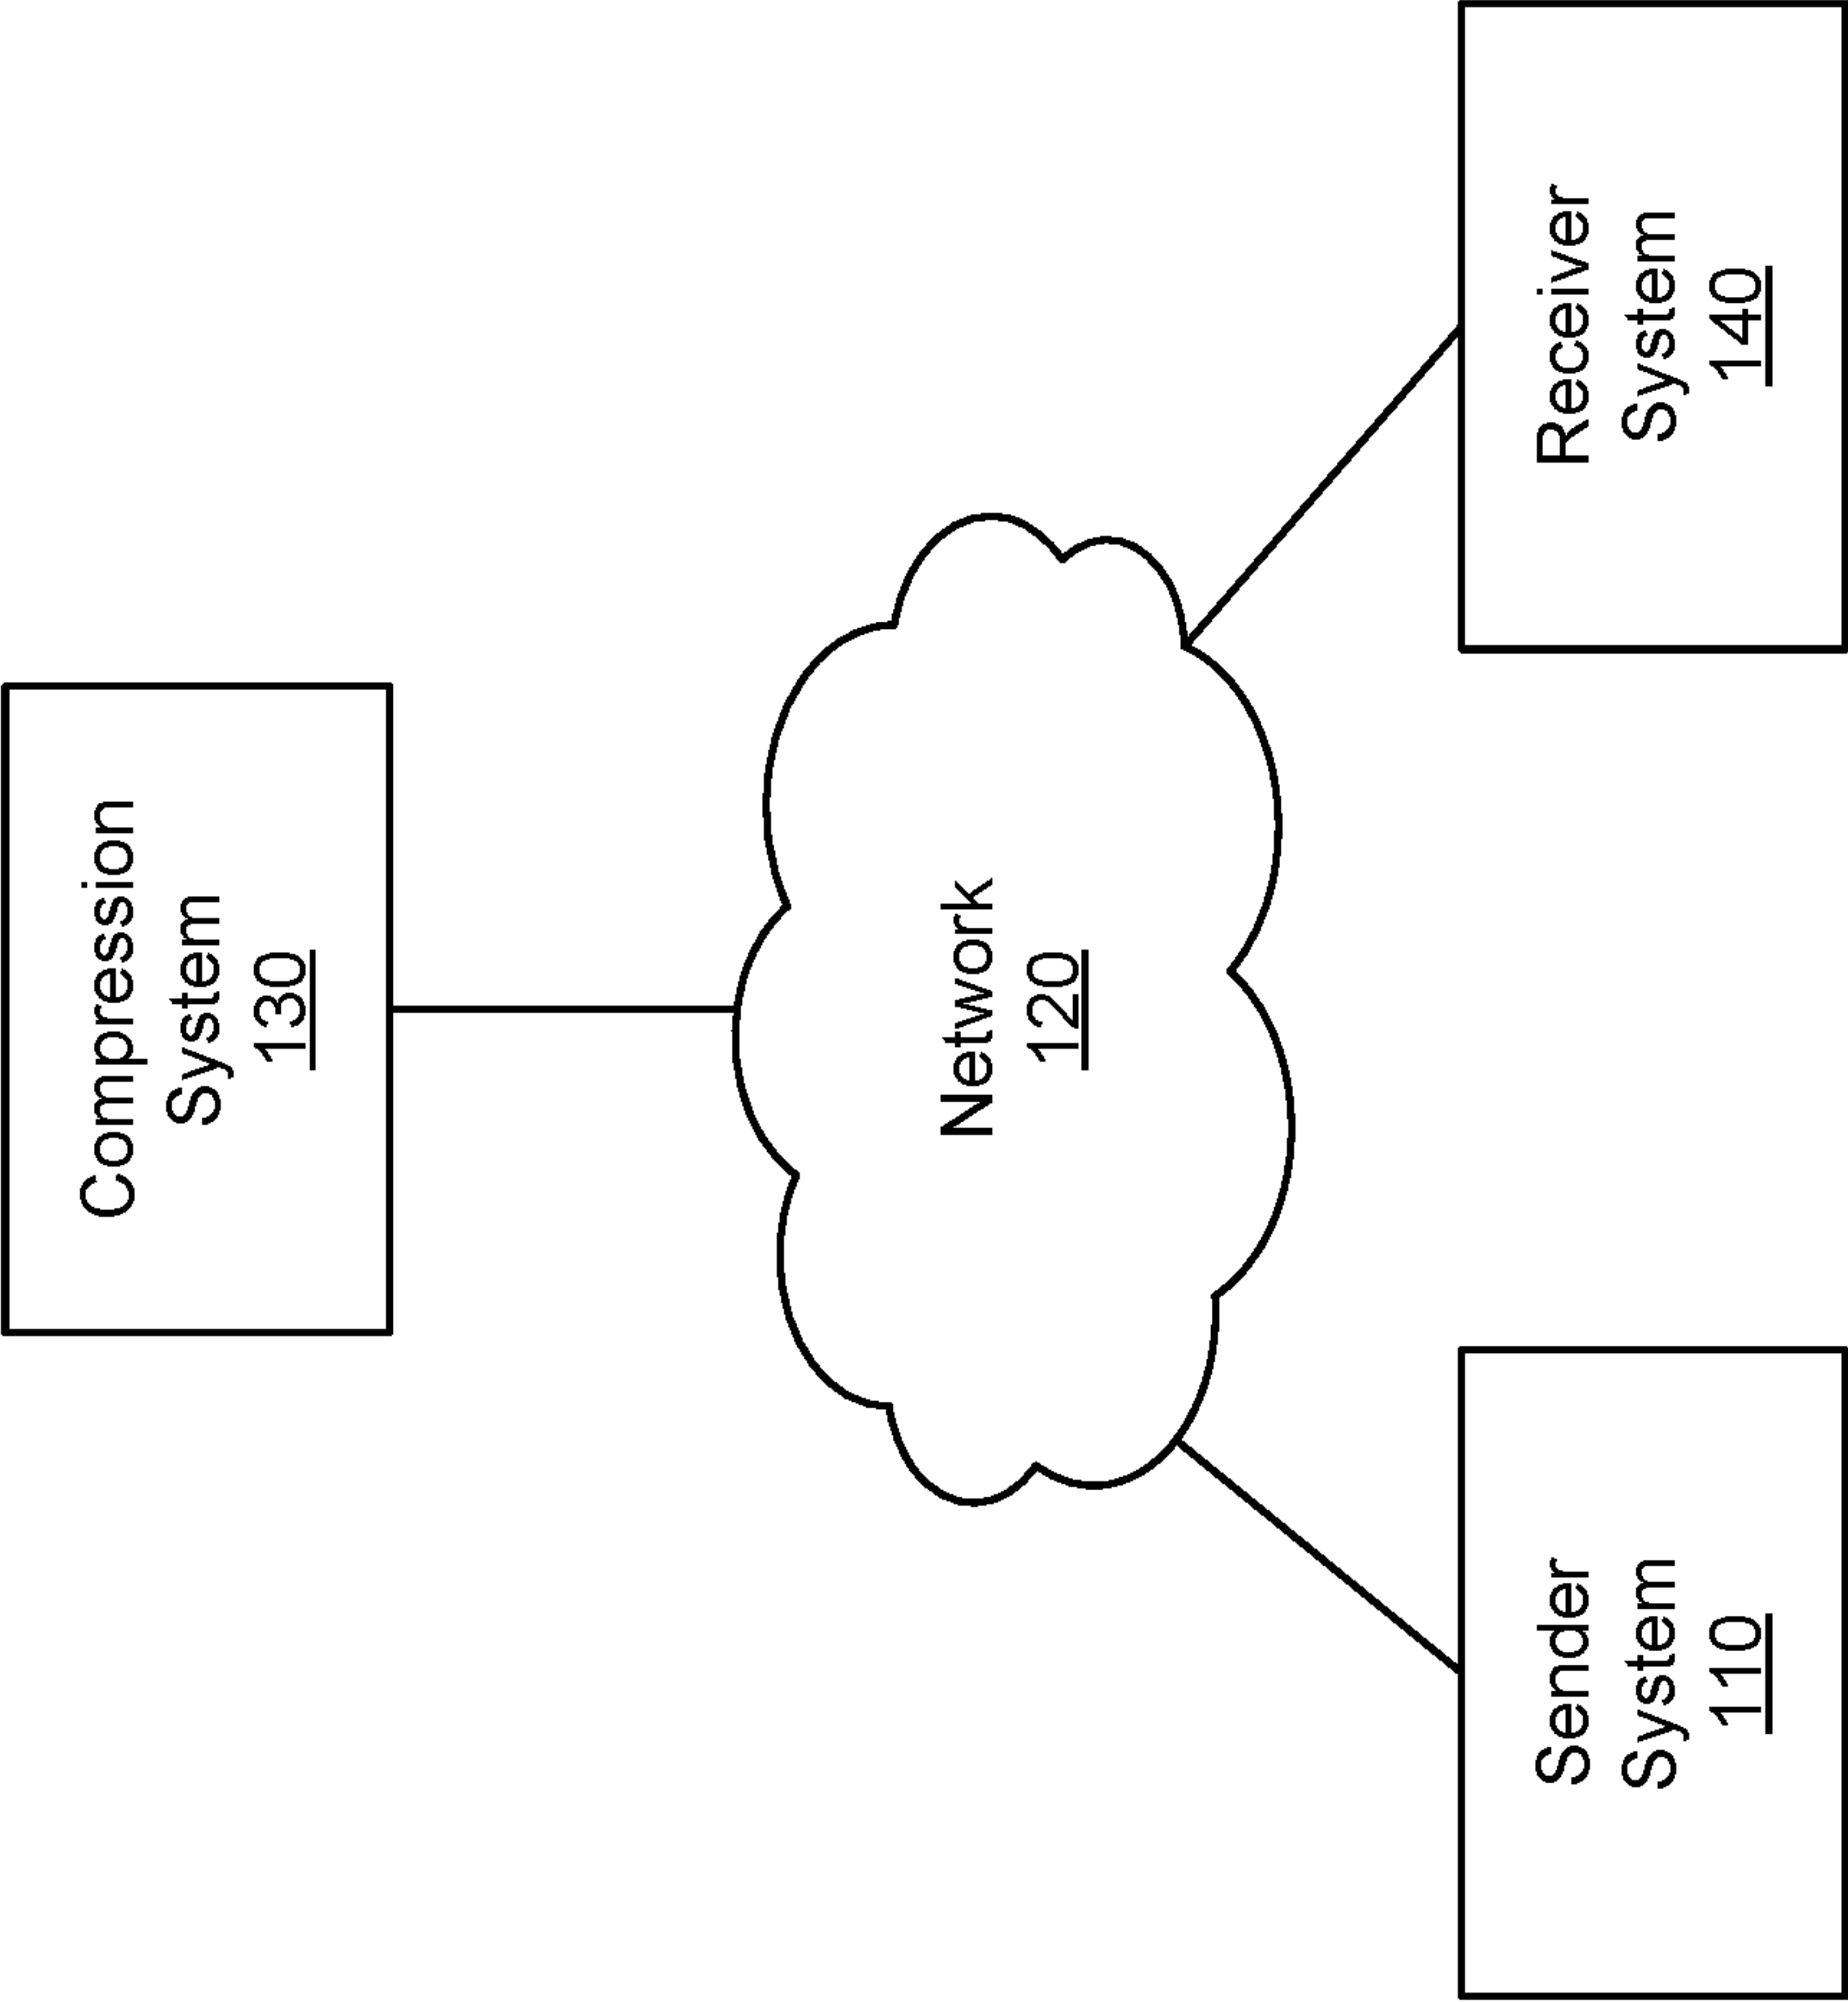 Compression
System
130
Network
120
Sender
System
110
Receiver
System
140